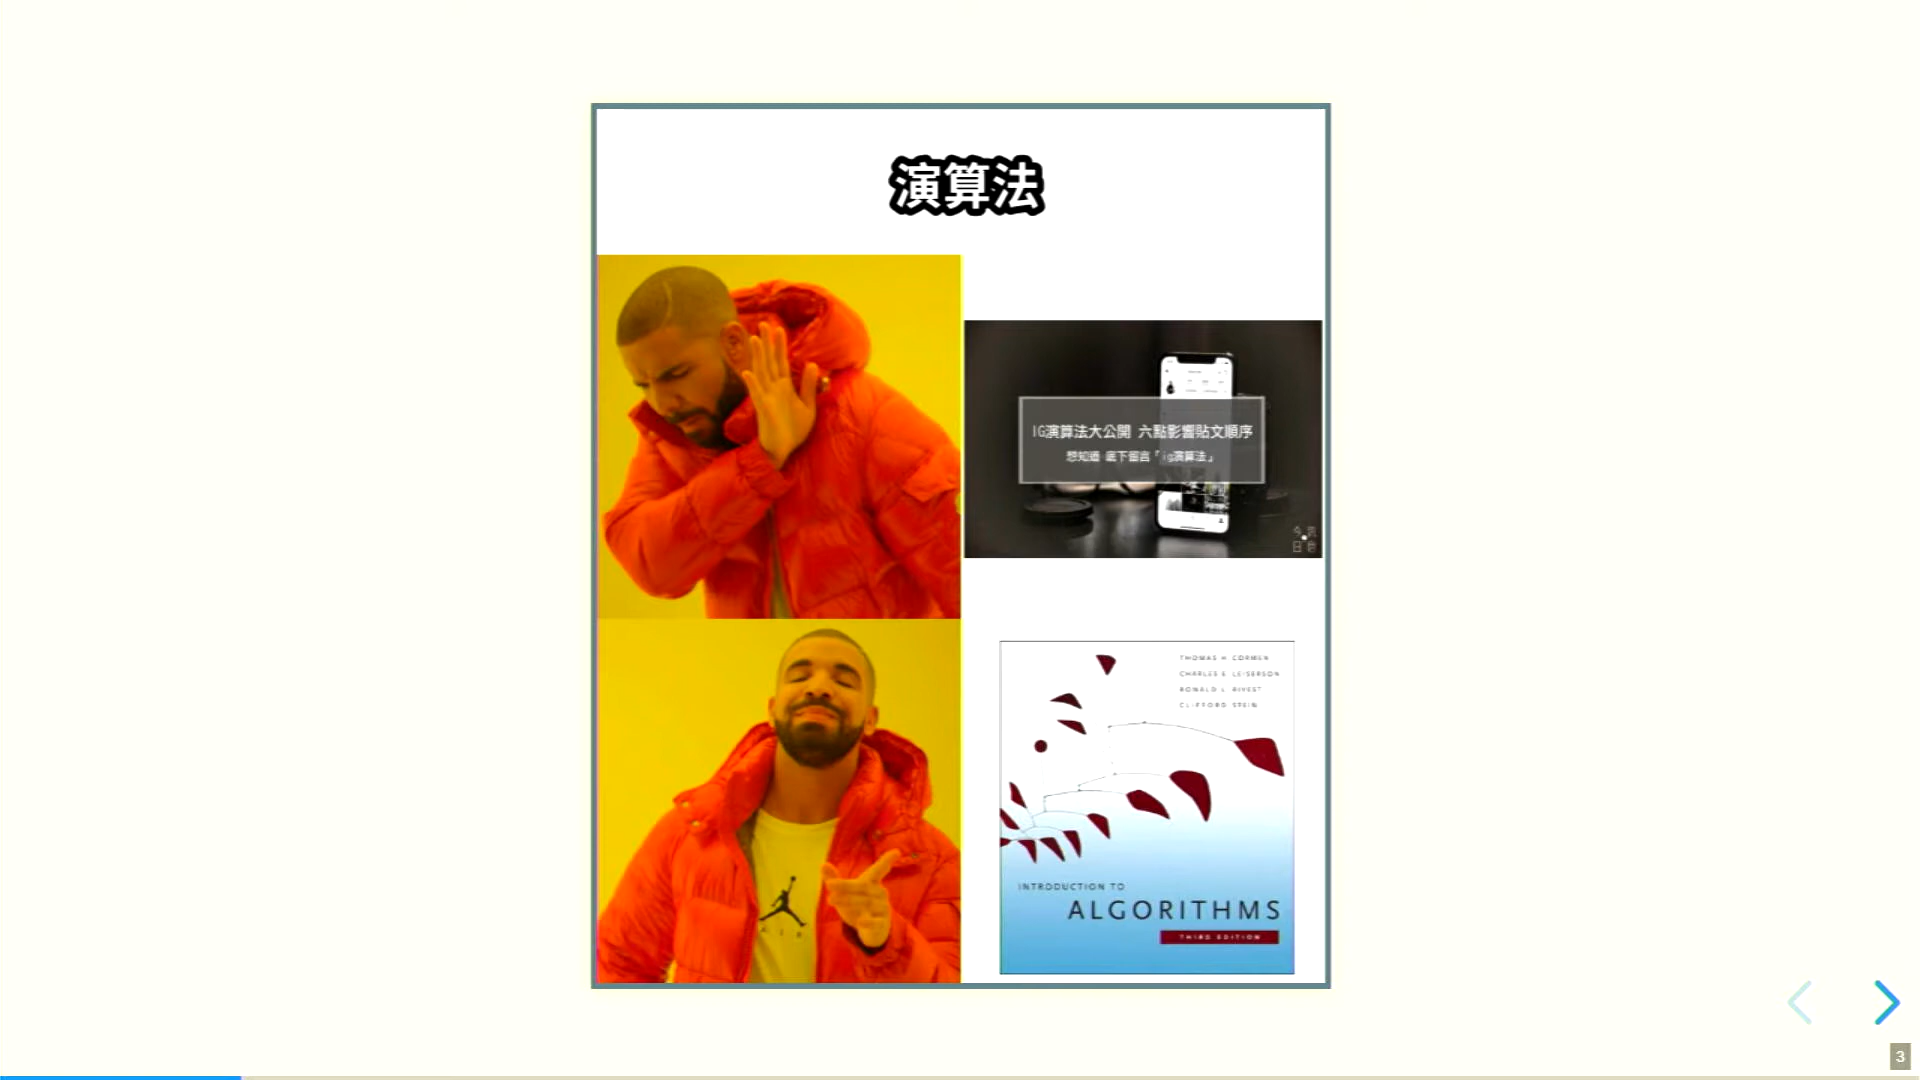 演算法
IG演算法大公開 六點影響貼文順序
想知道 底下留言「ig演算法」
THOMAS H. CORMEN
CHARLES E. LEISERSON
RONALD L. RIVEST
CLIFFORD STEIN
INTRODUCTION TO
ALGORITHMS
THIRD EDITION
AIR
3